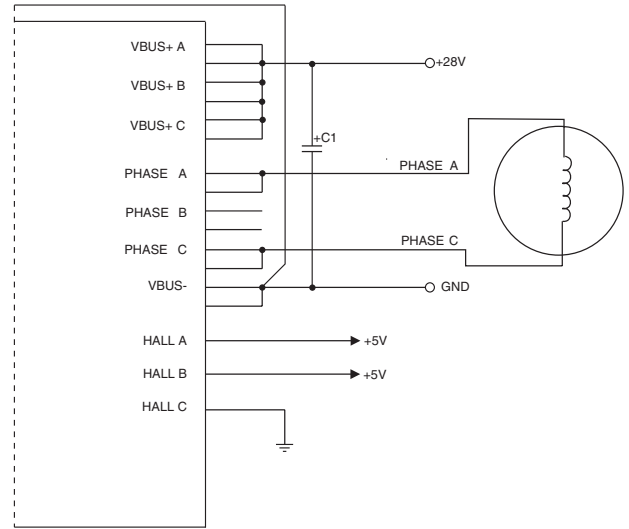 VBUS+ A
+28V
VBUS+ B
VBUS+ C
+C1
PHASE A
PHASE A
PHASE B
PHASE C
PHASE C
VBUS-
GND
HALL A
+5V
HALL B
+5V
HALL C